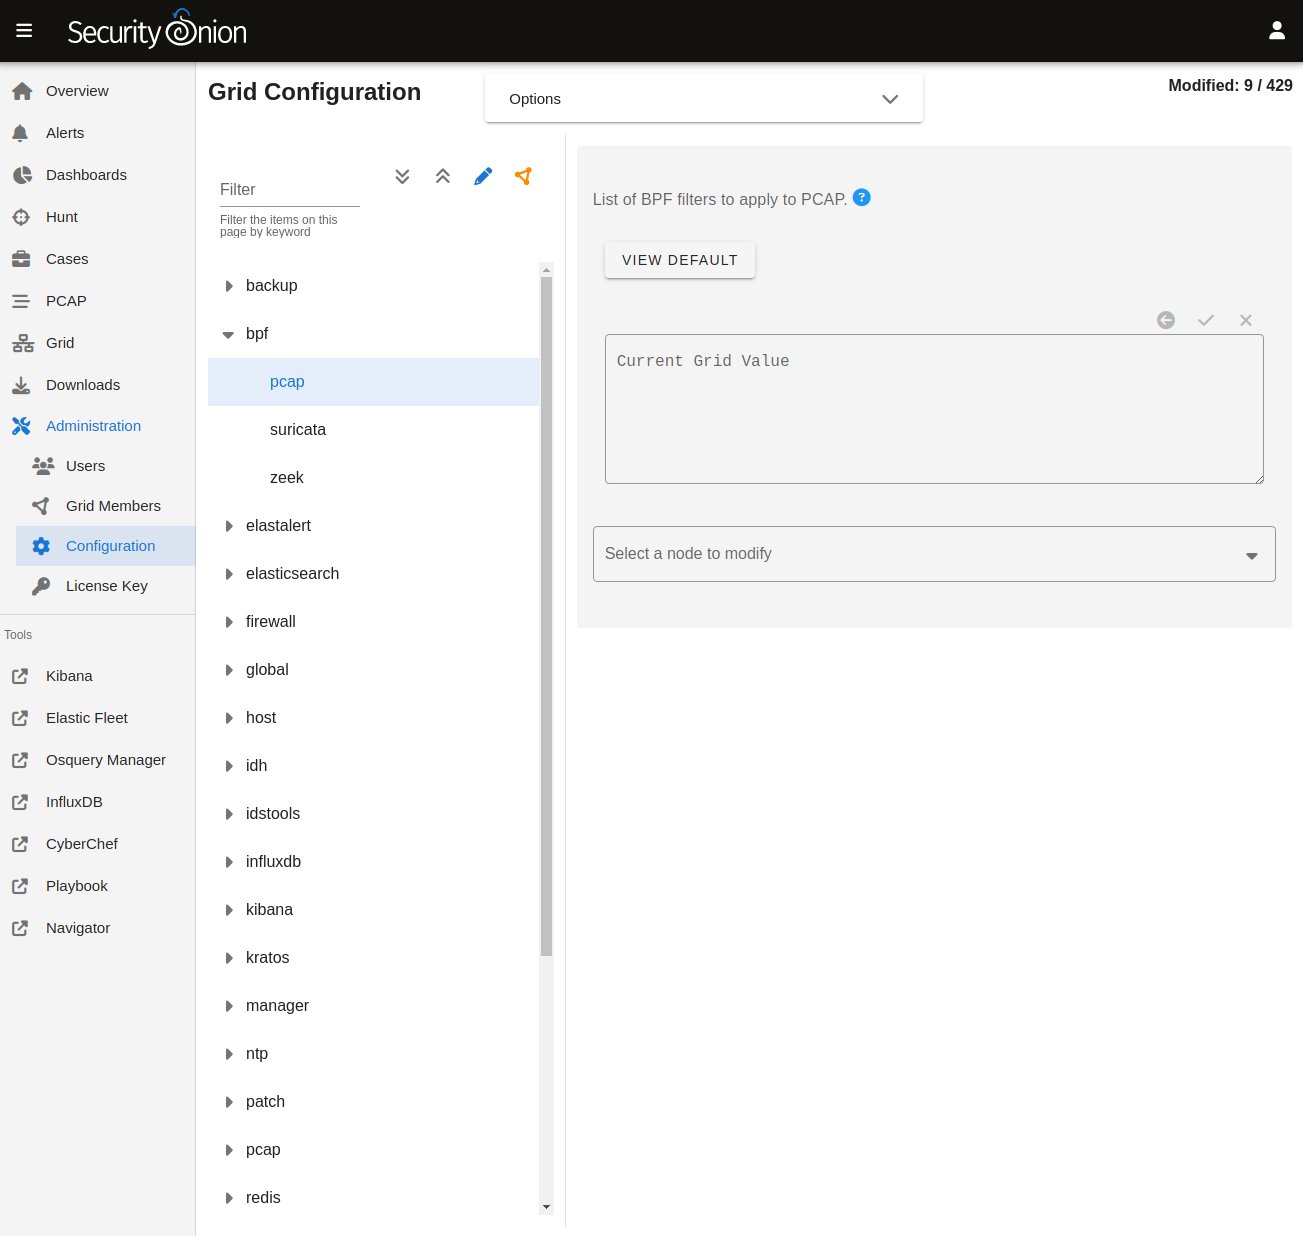 Security Onion
Overview
Alerts
Dashboards
Hunt
Cases
PCAP
Grid
Downloads
Administration
Users
Grid Members
Configuration
License Key
Tools
Kibana
Elastic Fleet
Osquery Manager
InfluxDB
CyberChef
Playbook
Navigator
Grid Configuration
Options
Modified: 9 / 429
Filter
Filter the items on this
page by keyword
backup
bpf
pcap
suricata
zeek
elastalert
elasticsearch
firewall
global
host
idh
idstools
influxdb
kibana
kratos
manager
ntp
patch
pcap
redis
List of BPF filters to apply to PCAP. ?
VIEW DEFAULT
Current Grid Value
Select a node to modify